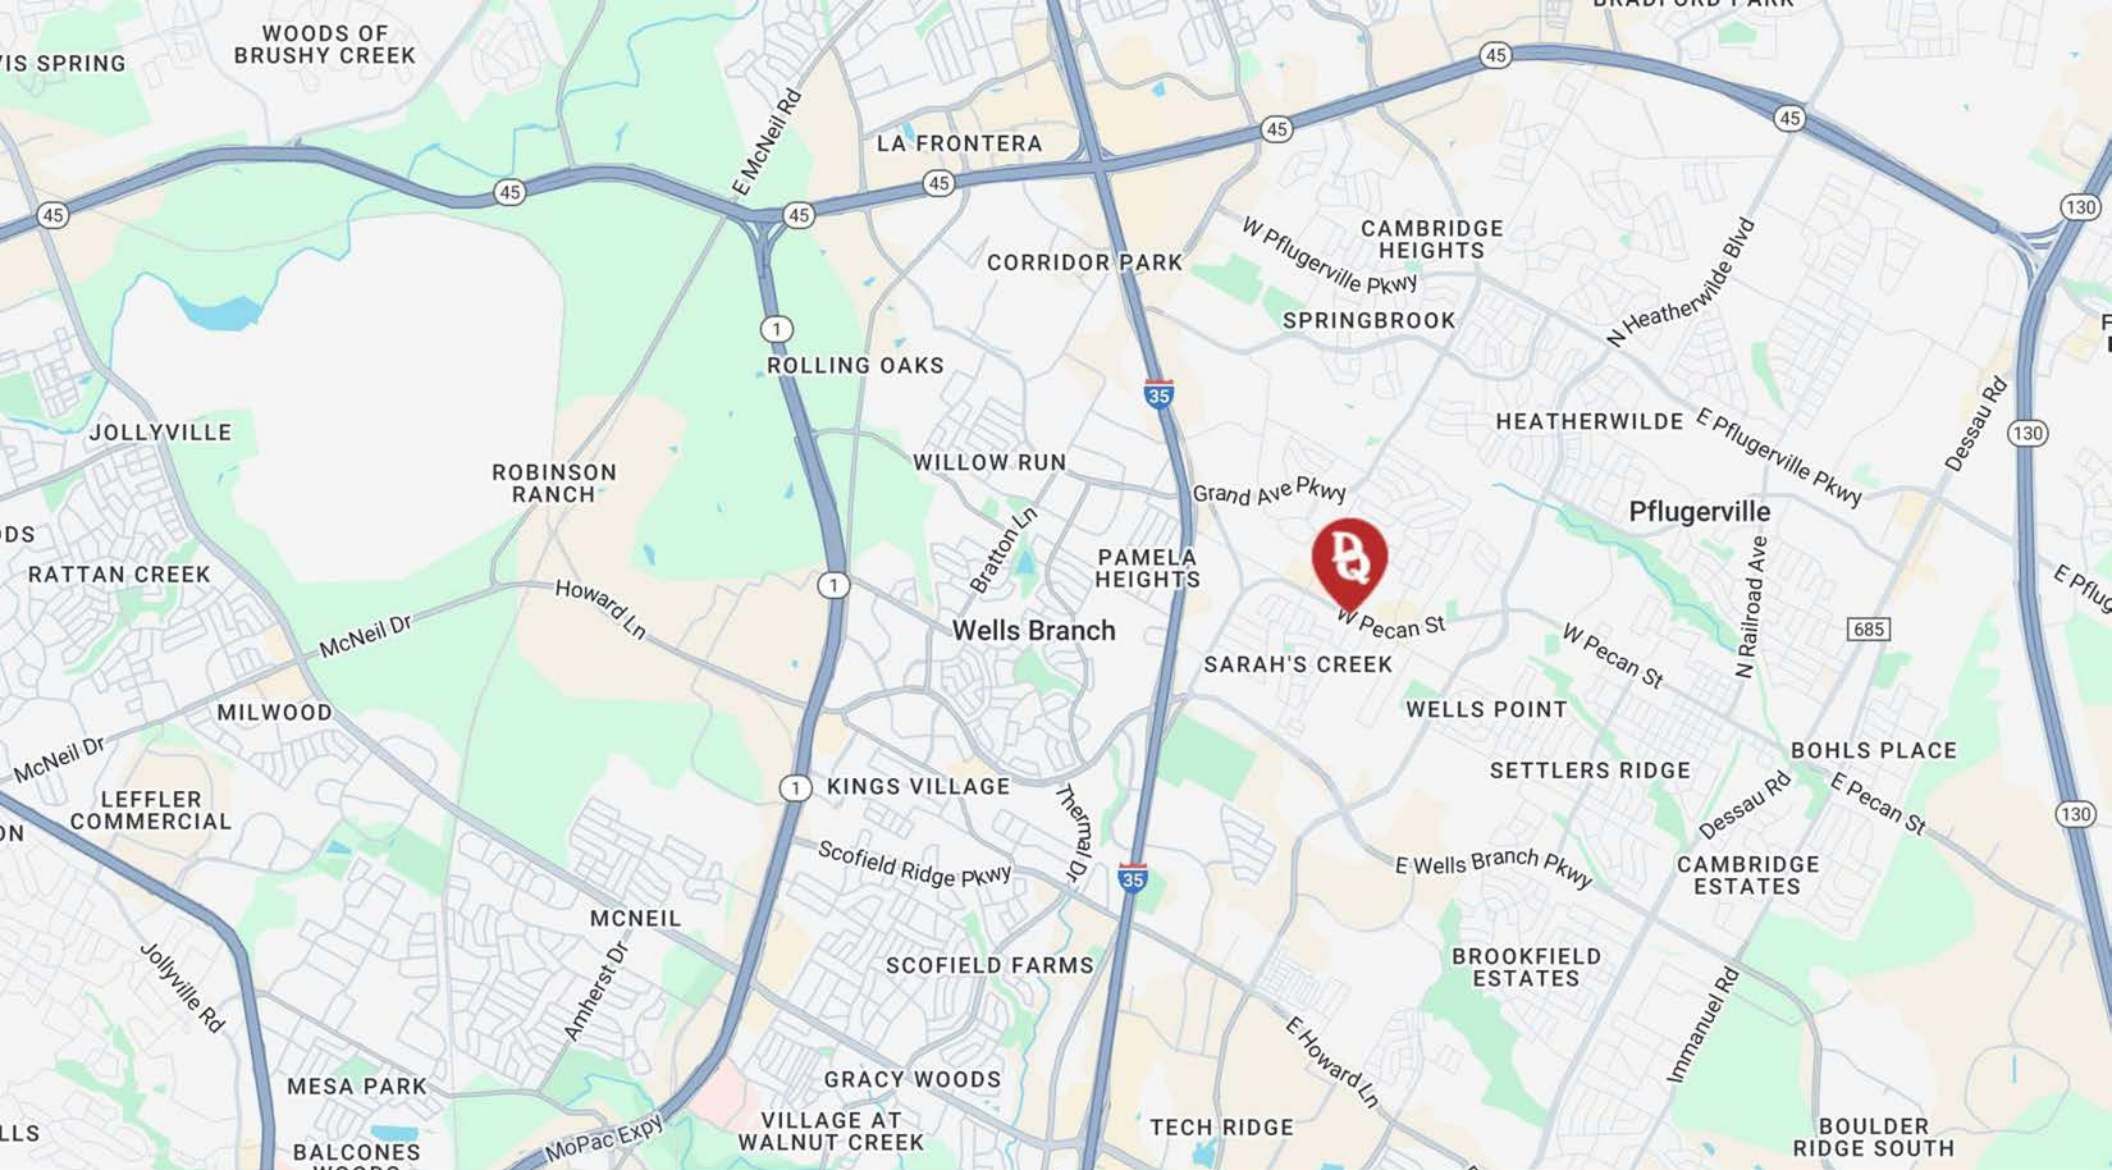 BRADFORD PARK
WOODS OF
BRUSHY CREEK
VIS SPRING
45
45
E McNeil Rd
LA FRONTERA
45
45
45
45
45
130
W Pflugerville Pkwy
CAMBRIDGE
HEIGHTS
N Heatherwilde Blvd
CORRIDOR PARK
SPRINGBROOK
1
ROLLING OAKS
35
Dessau Rd
JOLLYVILLE
HEATHERWILDE
E Pflugerville Pkwy
130
ROBINSON
RANCH
WILLOW RUN
Grand Ave Pkwy
Pflugerville
ODS
Bratton Ln
DQ
PAMELA
HEIGHTS
N Railroad Ave
RATTAN CREEK
1
Howard Ln
E Pflug
McNeil Dr
Wells Branch
W Pecan St
W Pecan St
685
SARAH'S CREEK
MILWOOD
WELLS POINT
McNeil Dr
BOHLS PLACE
SETTLERS RIDGE
1
KINGS VILLAGE
LEFFLER
COMMERCIAL
ON
Thermal Dr
Dessau Rd
E Pecan St
130
Scofield Ridge Pkwy
35
E Wells Branch Pkwy
CAMBRIDGE
ESTATES
MCNEIL
Jollyville Rd
Amherst Dr
SCOFIELD FARMS
BROOKFIELD
ESTATES
Immanuel Rd
E Howard Ln
MESA PARK
GRACY WOODS
VILLAGE AT
WALNUT CREEK
TECH RIDGE
BOULDER
RIDGE SOUTH
LLS
MoPac Expy
BALCONES
WOODS